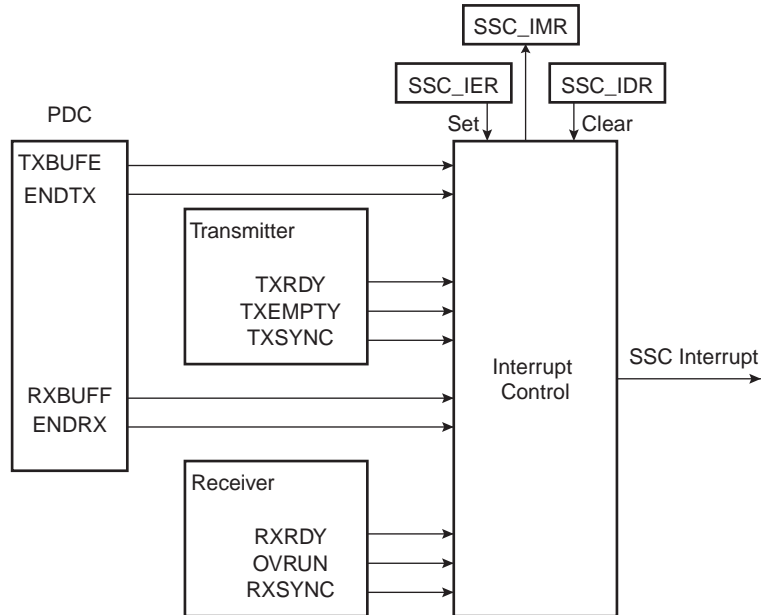 SSC_IMR
SSC_IER
SSC_IDR
PDC
Set
Clear
TXBUFE
ENDTX
Transmitter
TXRDY
TXEMPTY
TXSYNC
RXBUFF
ENDRX
Interrupt
Control
SSC Interrupt
Receiver
RXRDY
OVRUN
RXSYNC